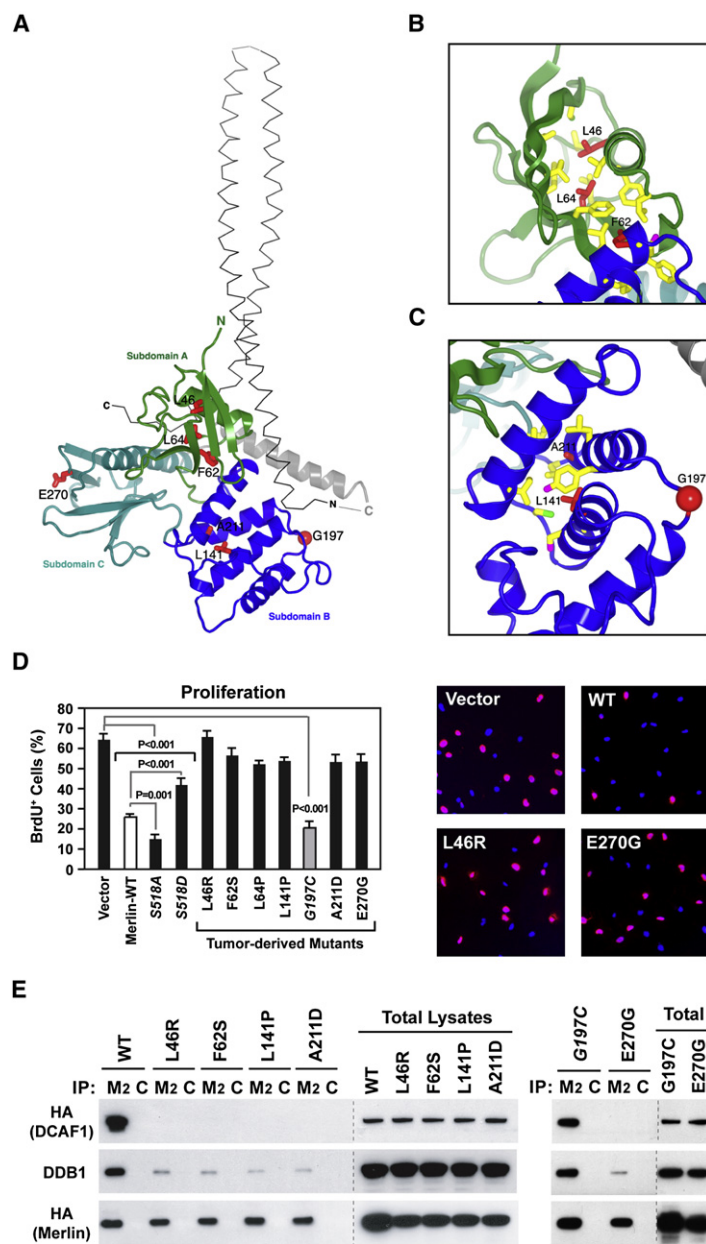 A
N
Subdomain A
C
L46
L64
F62
E270
A211
N
G197
C
L141
Subdomain C
Subdomain B
B
L46
L64
F62
C
A211
G197
L141
D
Proliferation
BrdU+ Cells (%)
80
70
60
50
40
30
20
10
0
P<0.001
P<0.001
P=0.001
P<0.001
Vector
Merlin-WT
S518A
S518D
L46R
F62S
L64P
L141P
G197C
A211D
E270G
Tumor-derived Mutants
Vector
WT
L46R
E270G
E
WT
L46R
F62S
L141P
A211D
Total Lysates
WT
L46R
F62S
L141P
A211D
G197C
E270G
Total
G197C
E270G
IP: M2 C M2 C M2 C M2 C M2 C
IP: M2 C M2 C
HA
(DCAF1)
DDB1
HA
(Merlin)